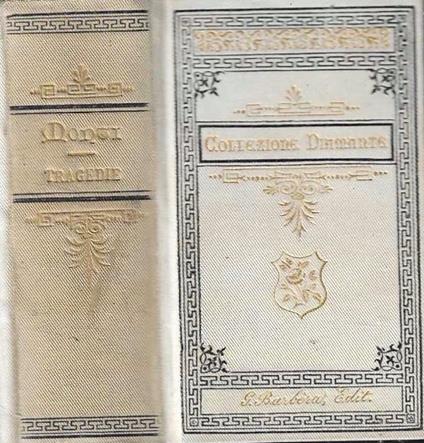 Monti
TRAGEDIE
Collezione Diamante
G. Barbèra, Edit.